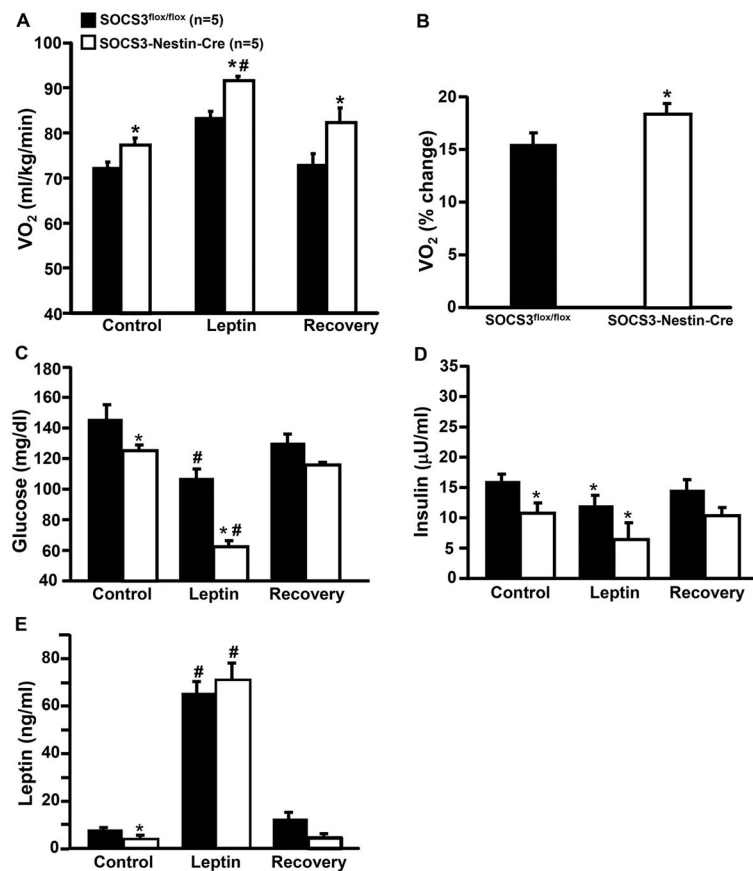 A
SOCS3flox/flox (n=5)
SOCS3-Nestin-Cre (n=5)
VO2 (ml/kg/min)
100
90
80
70
60
50
40
*
* #
*
Control Leptin Recovery
B
VO2 (% change)
20
15
10
5
0
*
SOCS3flox/flox SOCS3-Nestin-Cre
C
Glucose (mg/dl)
180
160
140
120
100
80
60
40
*
#
* #
Control Leptin Recovery
D
Insulin (µU/ml)
35
30
25
20
15
10
5
0
*
*
*
Control Leptin Recovery
E
Leptin (ng/ml)
80
60
40
20
0
*
#
#
Control Leptin Recovery